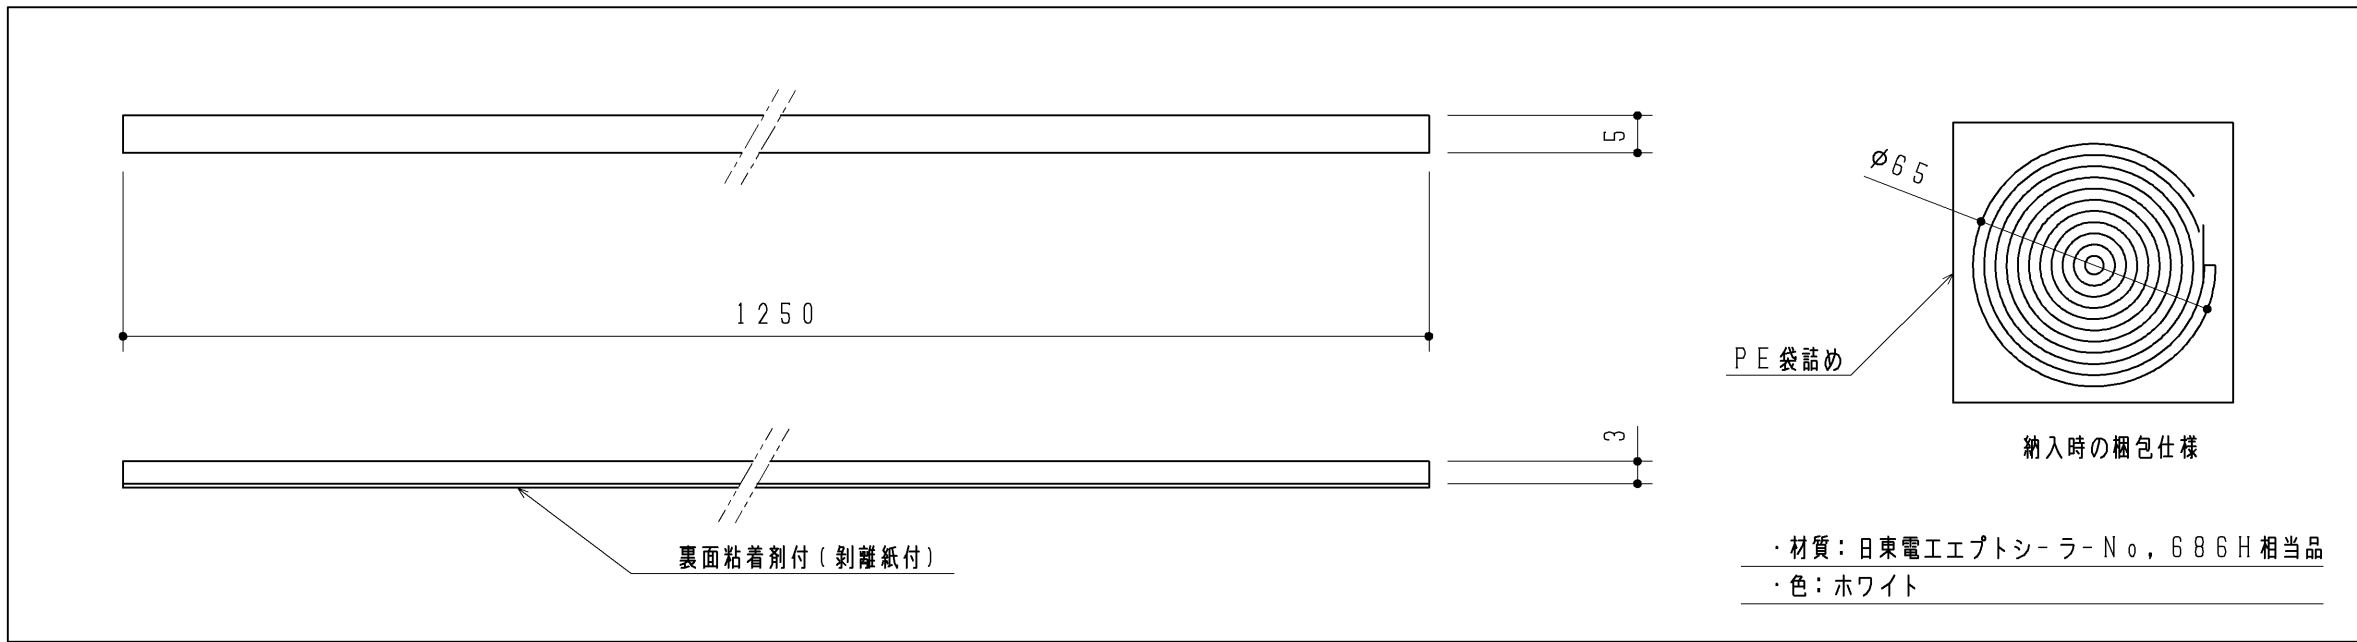 5
1250
3
裏面粘着剤付(剝離紙付)
φ65
PE袋詰め
納入時の梱包仕様
・材質:日東電工エプトシーラーNo,686H相当品
・色:ホワイト